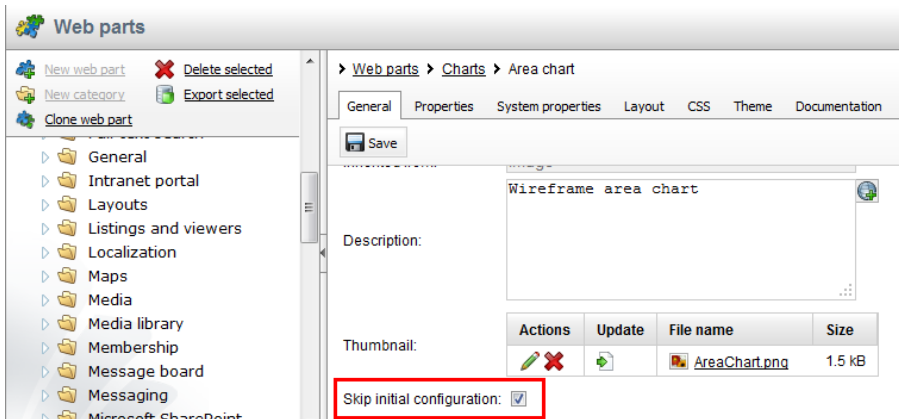 Web parts
New web part Delete selected
New category Export selected
Clone web part
General
Intranet portal
Layouts
Listings and viewers
Localization
Maps
Media
Media library
Membership
Message board
Messaging
Microsoft SharePoint
Web parts Charts Area chart
General Properties System properties Layout CSS Theme Documentation
Save
Wireframe area chart
Description:
Thumbnail:
Actions Update File name Size
AreaChart.png 1.5 kB
Skip initial configuration: